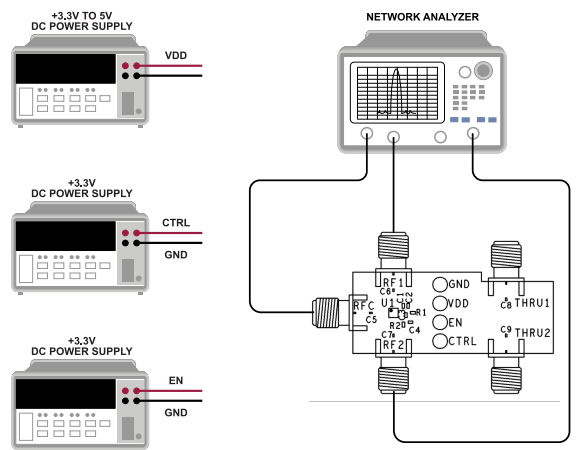 +3.3V TO 5V
DC POWER SUPPLY
VDD
NETWORK ANALYZER
+3.3V
DC POWER SUPPLY
CTRL
GND
+3.3V
DC POWER SUPPLY
EN
GND
RF1
C6
RFC
C5
U1
C1
C2
R1
R2
C4
C7
RF2
GND
VDD
EN
CTRL
C8
THRU1
C9
THRU2